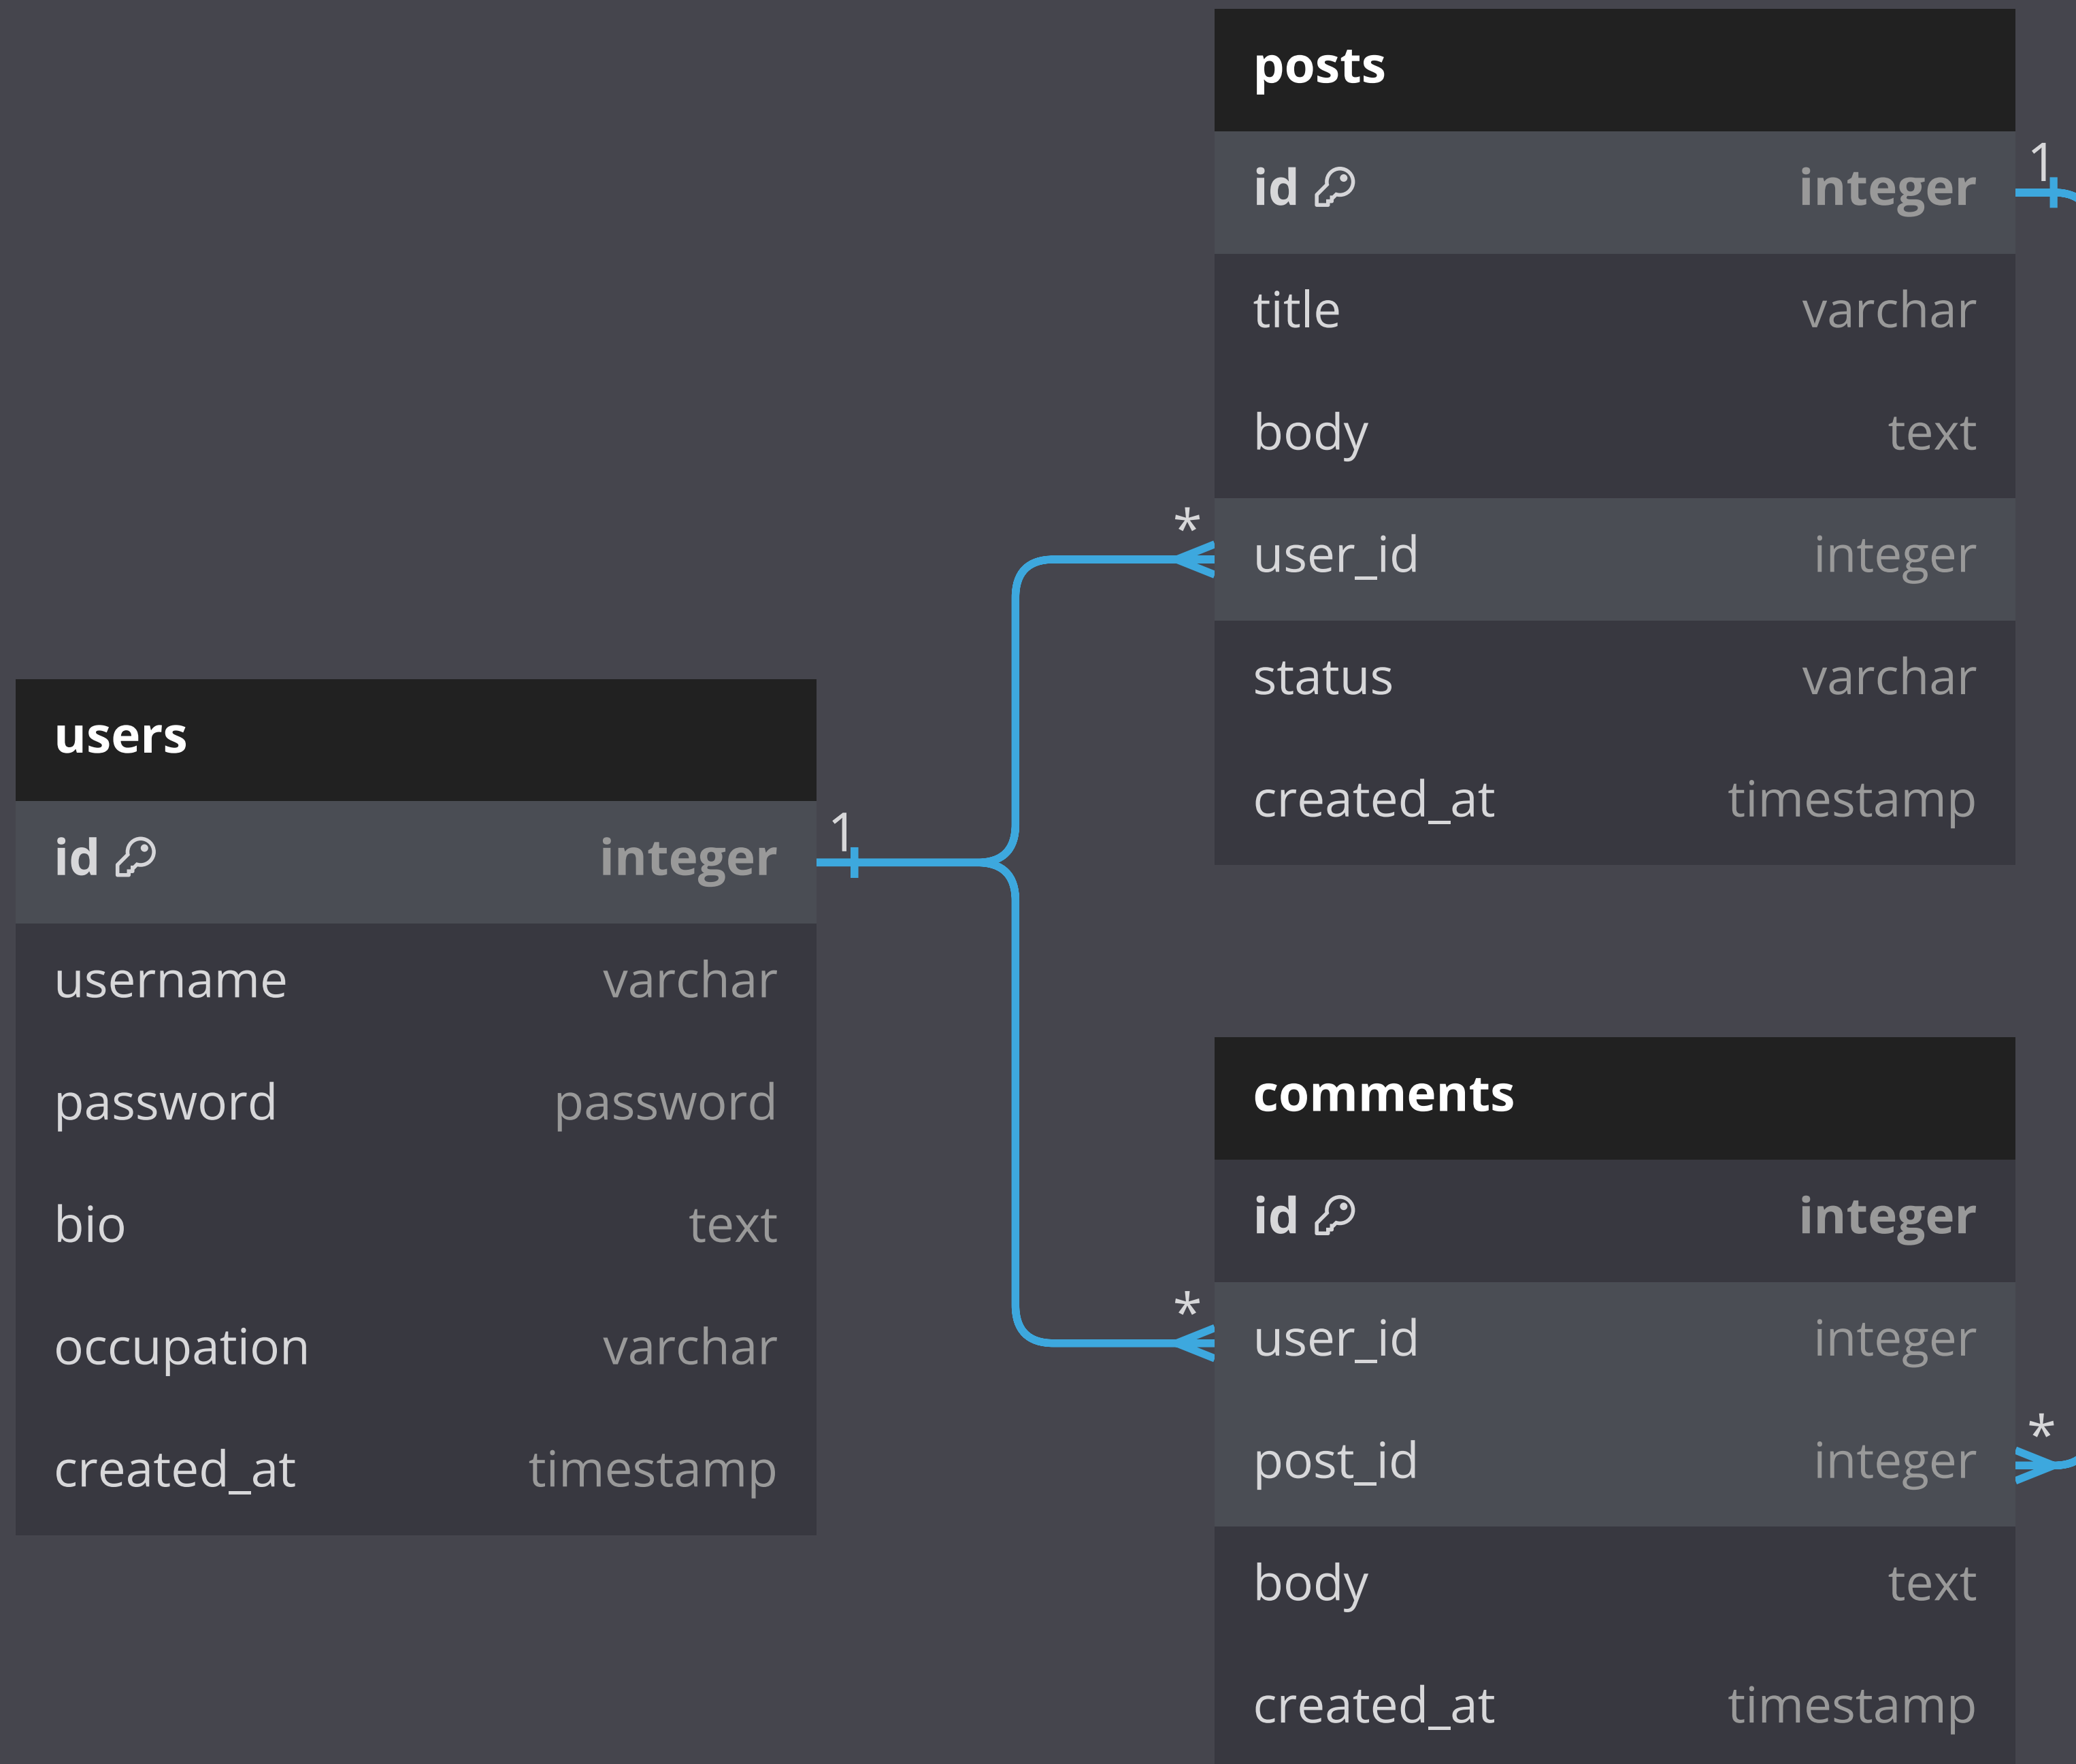 posts
id integer
1
title varchar
body text
*
user_id integer
status varchar
created_at timestamp
users
id integer
1
username varchar
password password
bio text
occupation varchar
created_at timestamp
comments
id integer
*
user_id integer
*
post_id integer
body text
created_at timestamp